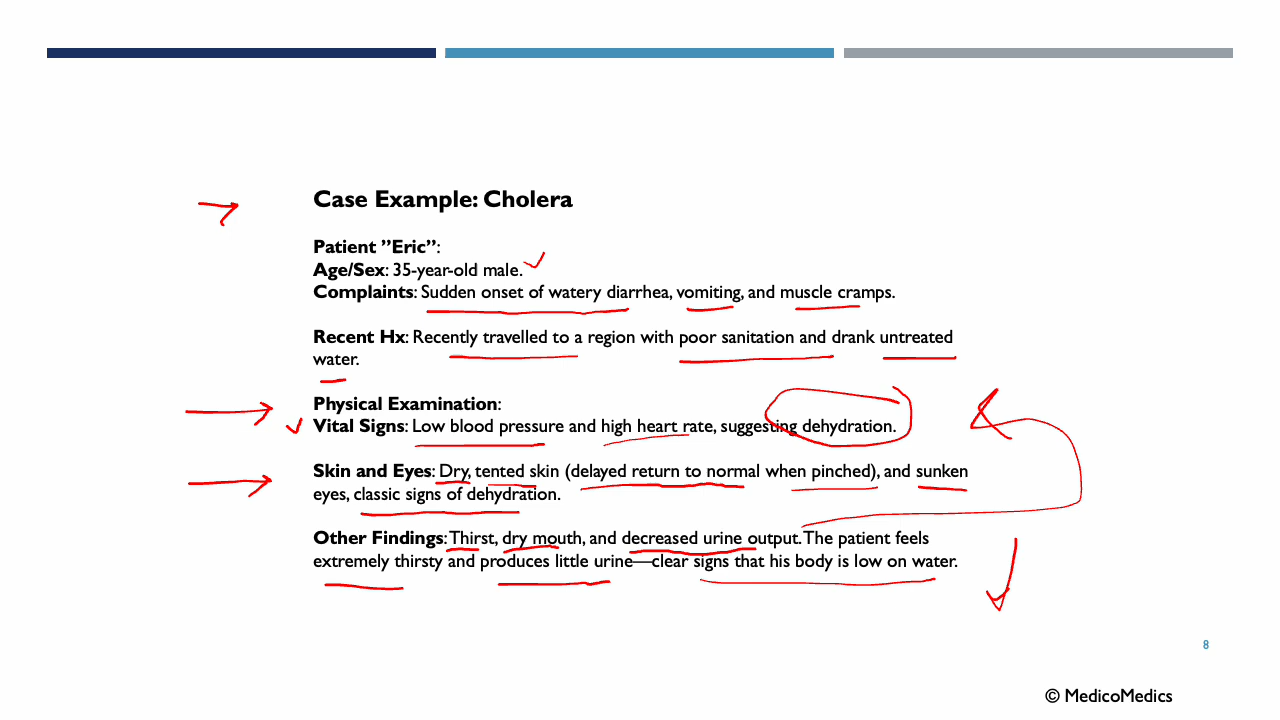 Case Example: Cholera
Patient ”Eric”:
Age/Sex: 35-year-old male.
Complaints: Sudden onset of watery diarrhea, vomiting, and muscle cramps.
Recent Hx: Recently travelled to a region with poor sanitation and drank untreated
water.
Physical Examination:
Vital Signs: Low blood pressure and high heart rate, suggesting dehydration.
Skin and Eyes: Dry, tented skin (delayed return to normal when pinched), and sunken
eyes, classic signs of dehydration.
Other Findings: Thirst, dry mouth, and decreased urine output. The patient feels
extremely thirsty and produces little urine—clear signs that his body is low on water.
8
© MedicoMedics